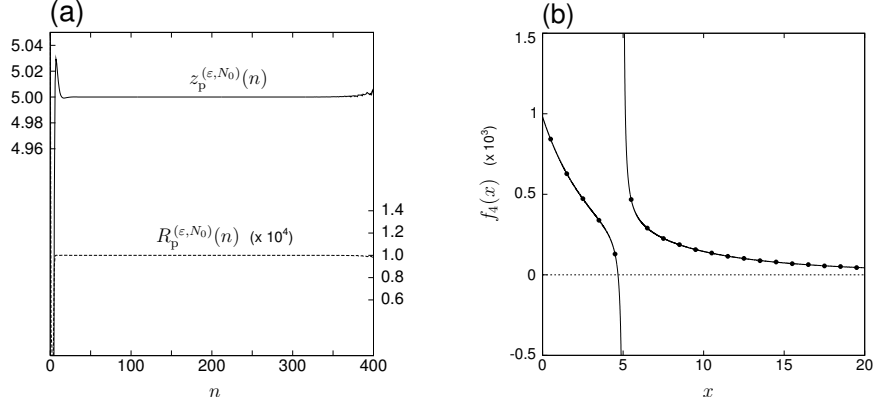 (a)
5.04
5.02
5.00
4.98
4.96
z_p^{(ε,N_0)}(n)
1.4
1.2
1.0
0.8
0.6
R_p^{(ε,N_0)}(n) (x 10^4)
0 100 200 300 400
n
(b)
1.5
1
0.5
0
-0.5
f_4(x) (x 10^3)
0 5 10 15 20
x